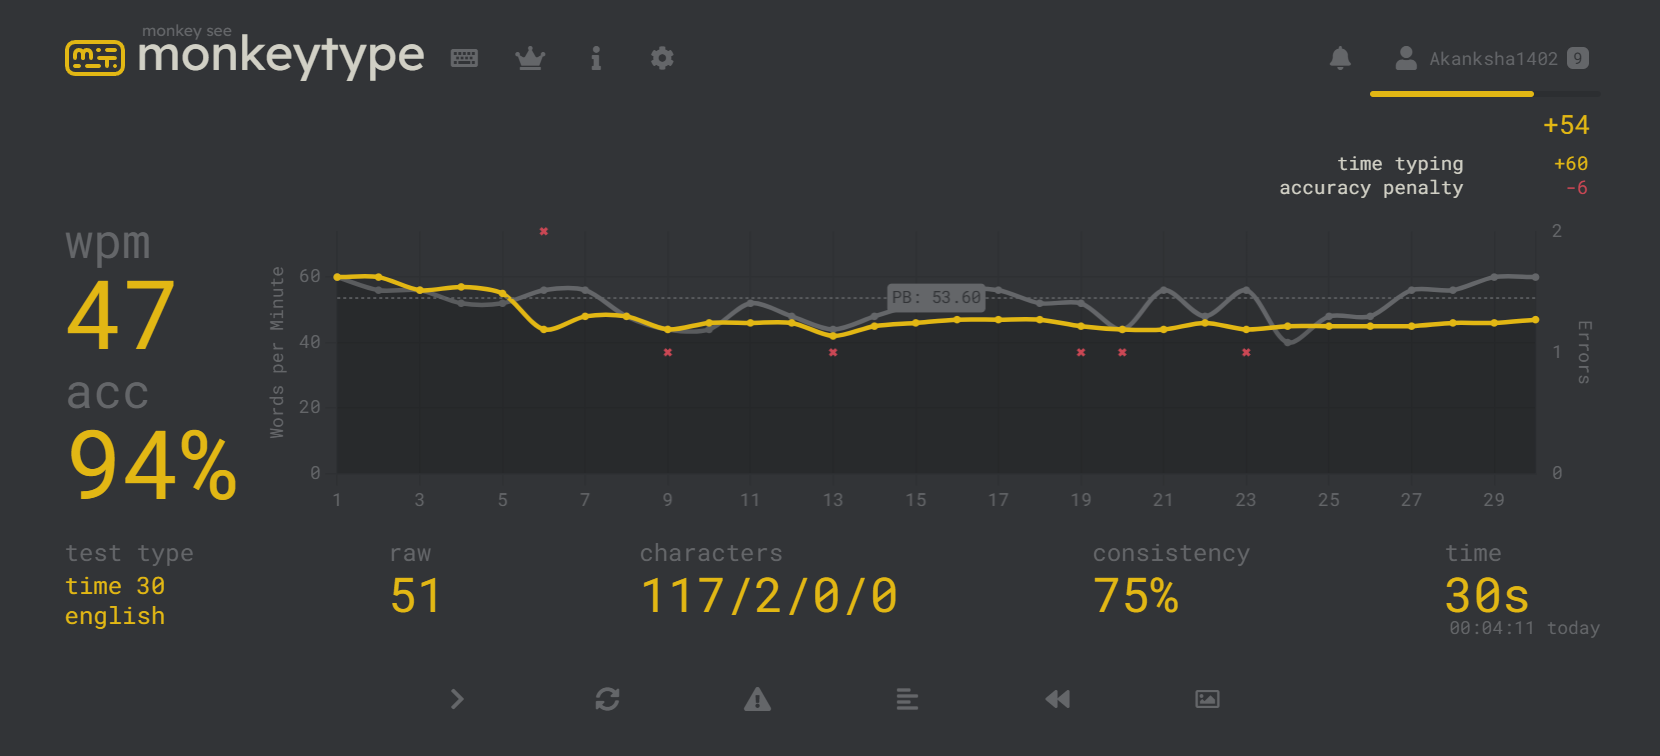 monkey see
monkeytype
Akanksha1402 9
+54
time typing +60
accuracy penalty -6
wpm
47
acc
94%
Words per Minute
60
40
20
0
PB: 53.60
2
1
0
Errors
1 3 5 7 9 11 13 15 17 19 21 23 25 27 29
test type
time 30
english
raw
51
characters
117/2/0/0
consistency
75%
time
30s
00:04:11 today